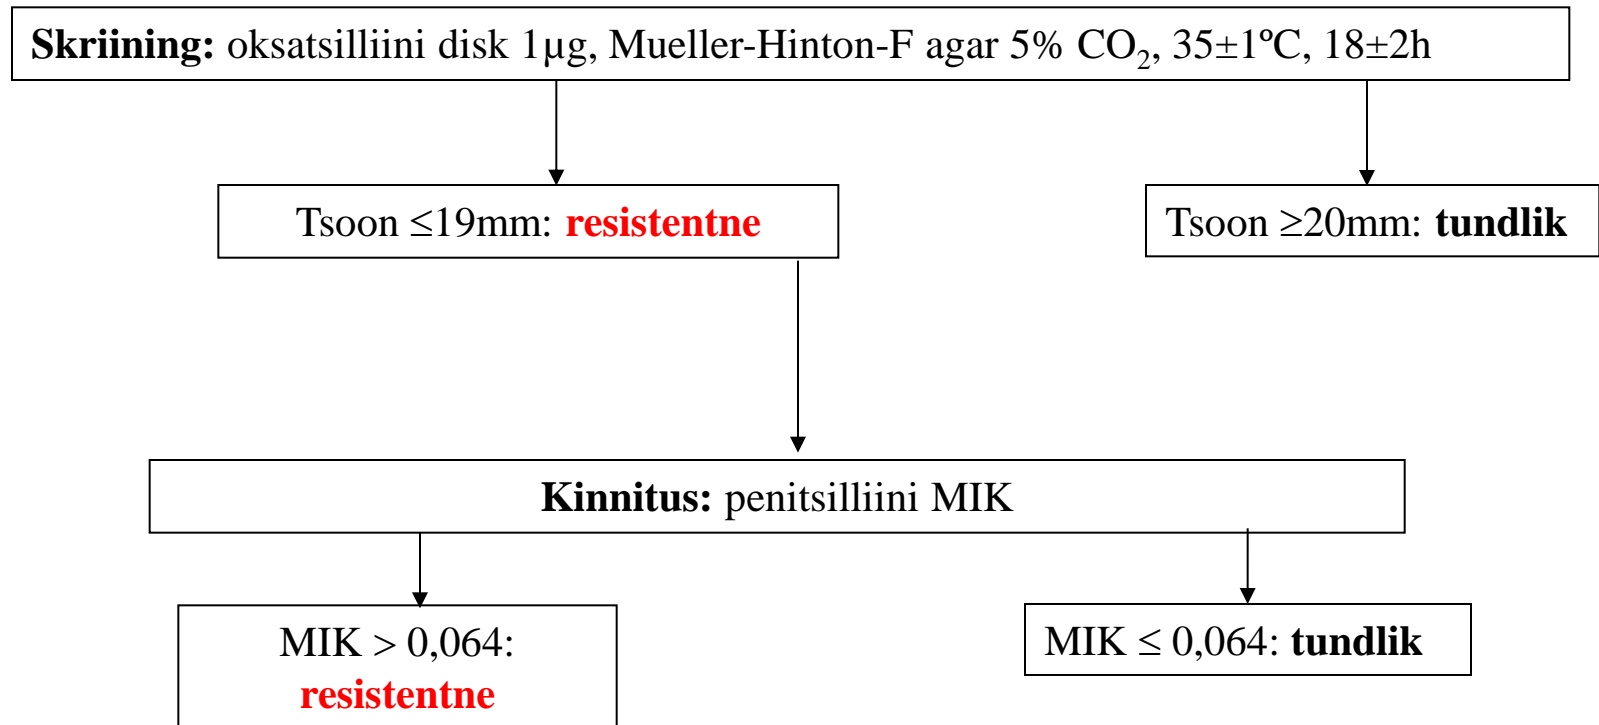 Skriining: oksatsilliini disk 1µg, Mueller-Hinton-F agar 5% CO₂, 35±1ºC, 18±2h
Tsoon ≤19mm: resistentne
Tsoon ≥20mm: tundlik
Kinnitus: penitsilliini MIK
MIK > 0,064:
resistentne
MIK ≤ 0,064: tundlik